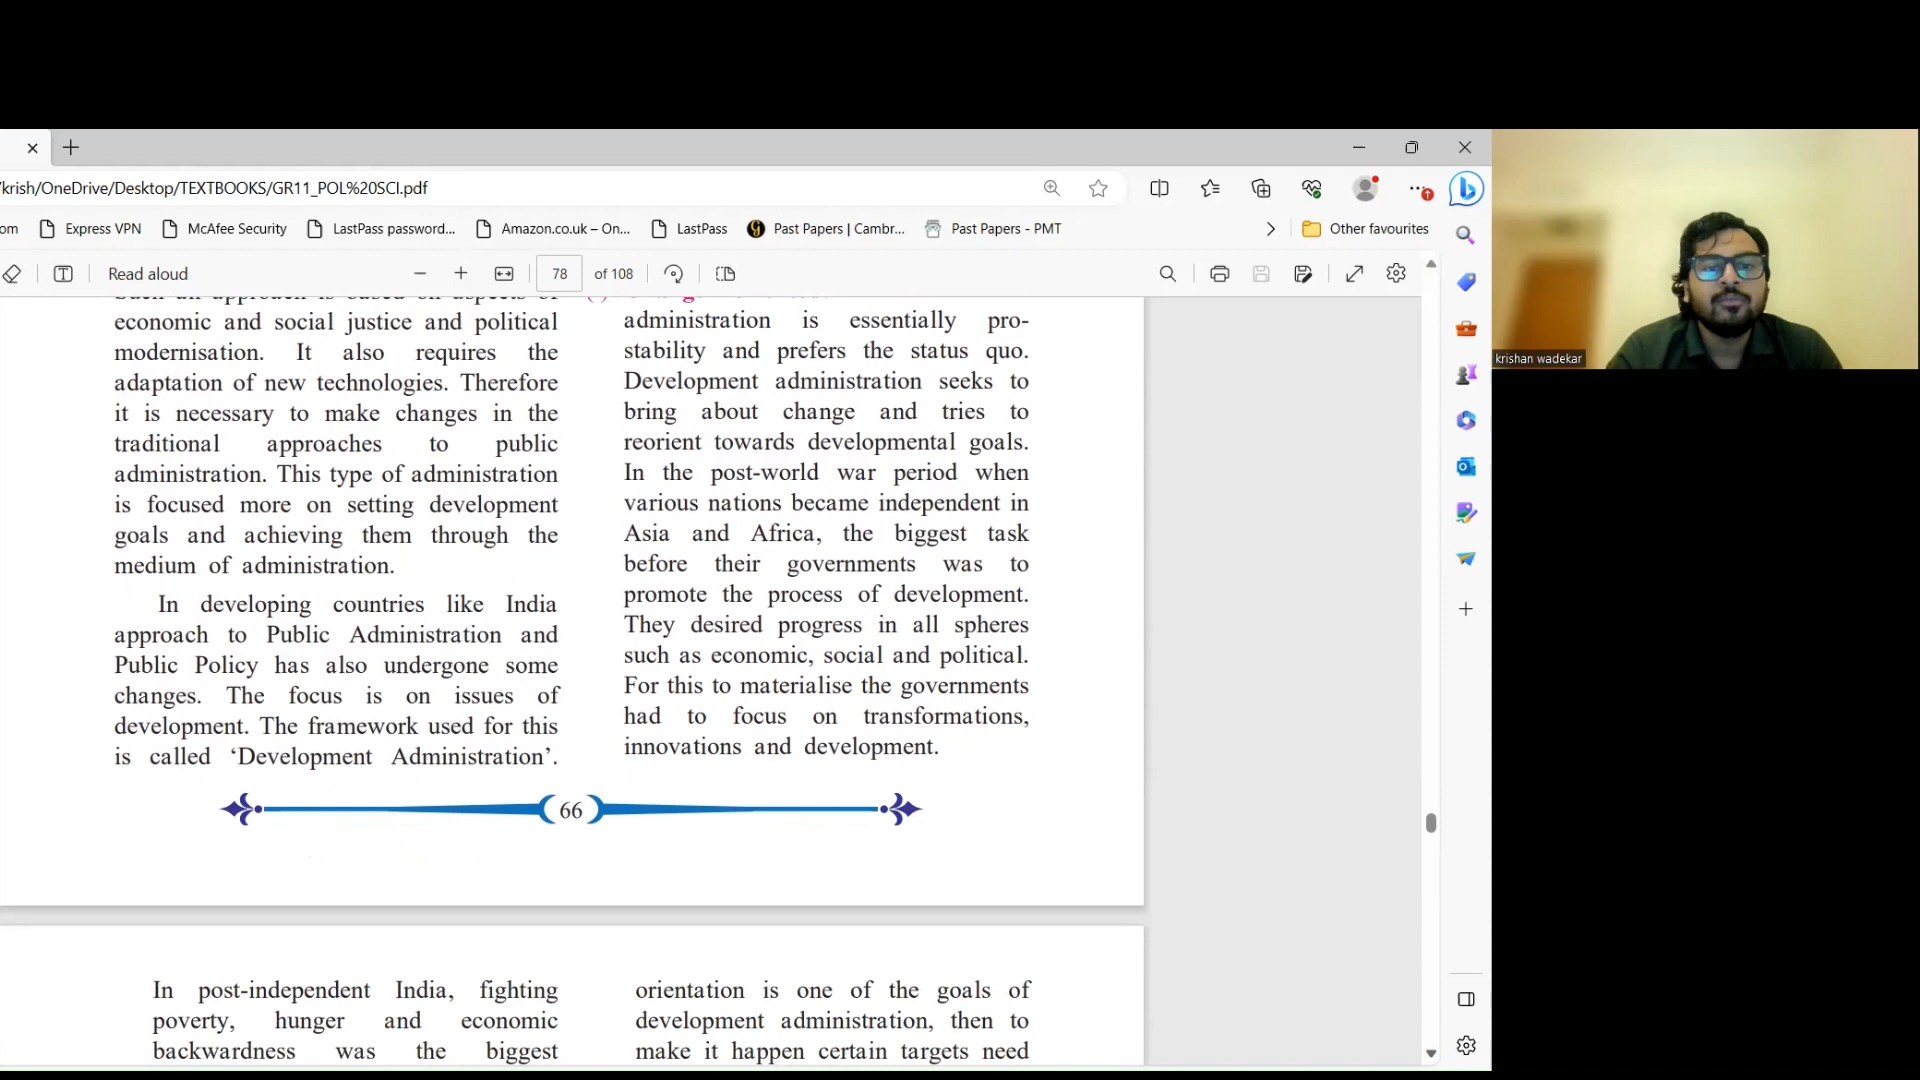 /krish/OneDrive/Desktop/TEXTBOOKS/GR11_POL%20SCI.pdf
om
Express VPN
McAfee Security
LastPass password...
Amazon.co.uk – On...
LastPass
Past Papers | Cambr...
Past Papers - PMT
Other favourites
Read aloud
78
of 108
Such an approach is based on aspects of
economic and social justice and political
modernisation. It also requires the
adaptation of new technologies. Therefore
it is necessary to make changes in the
traditional approaches to public
administration. This type of administration
is focused more on setting development
goals and achieving them through the
medium of administration.
In developing countries like India
approach to Public Administration and
Public Policy has also undergone some
changes. The focus is on issues of
development. The framework used for this
is called ‘Development Administration’.
administration is essentially pro-
stability and prefers the status quo.
Development administration seeks to
bring about change and tries to
reorient towards developmental goals.
In the post-world war period when
various nations became independent in
Asia and Africa, the biggest task
before their governments was to
promote the process of development.
They desired progress in all spheres
such as economic, social and political.
For this to materialise the governments
had to focus on transformations,
innovations and development.
66
In post-independent India, fighting
poverty, hunger and economic
backwardness was the biggest
orientation is one of the goals of
development administration, then to
make it happen certain targets need
krishan wadekar